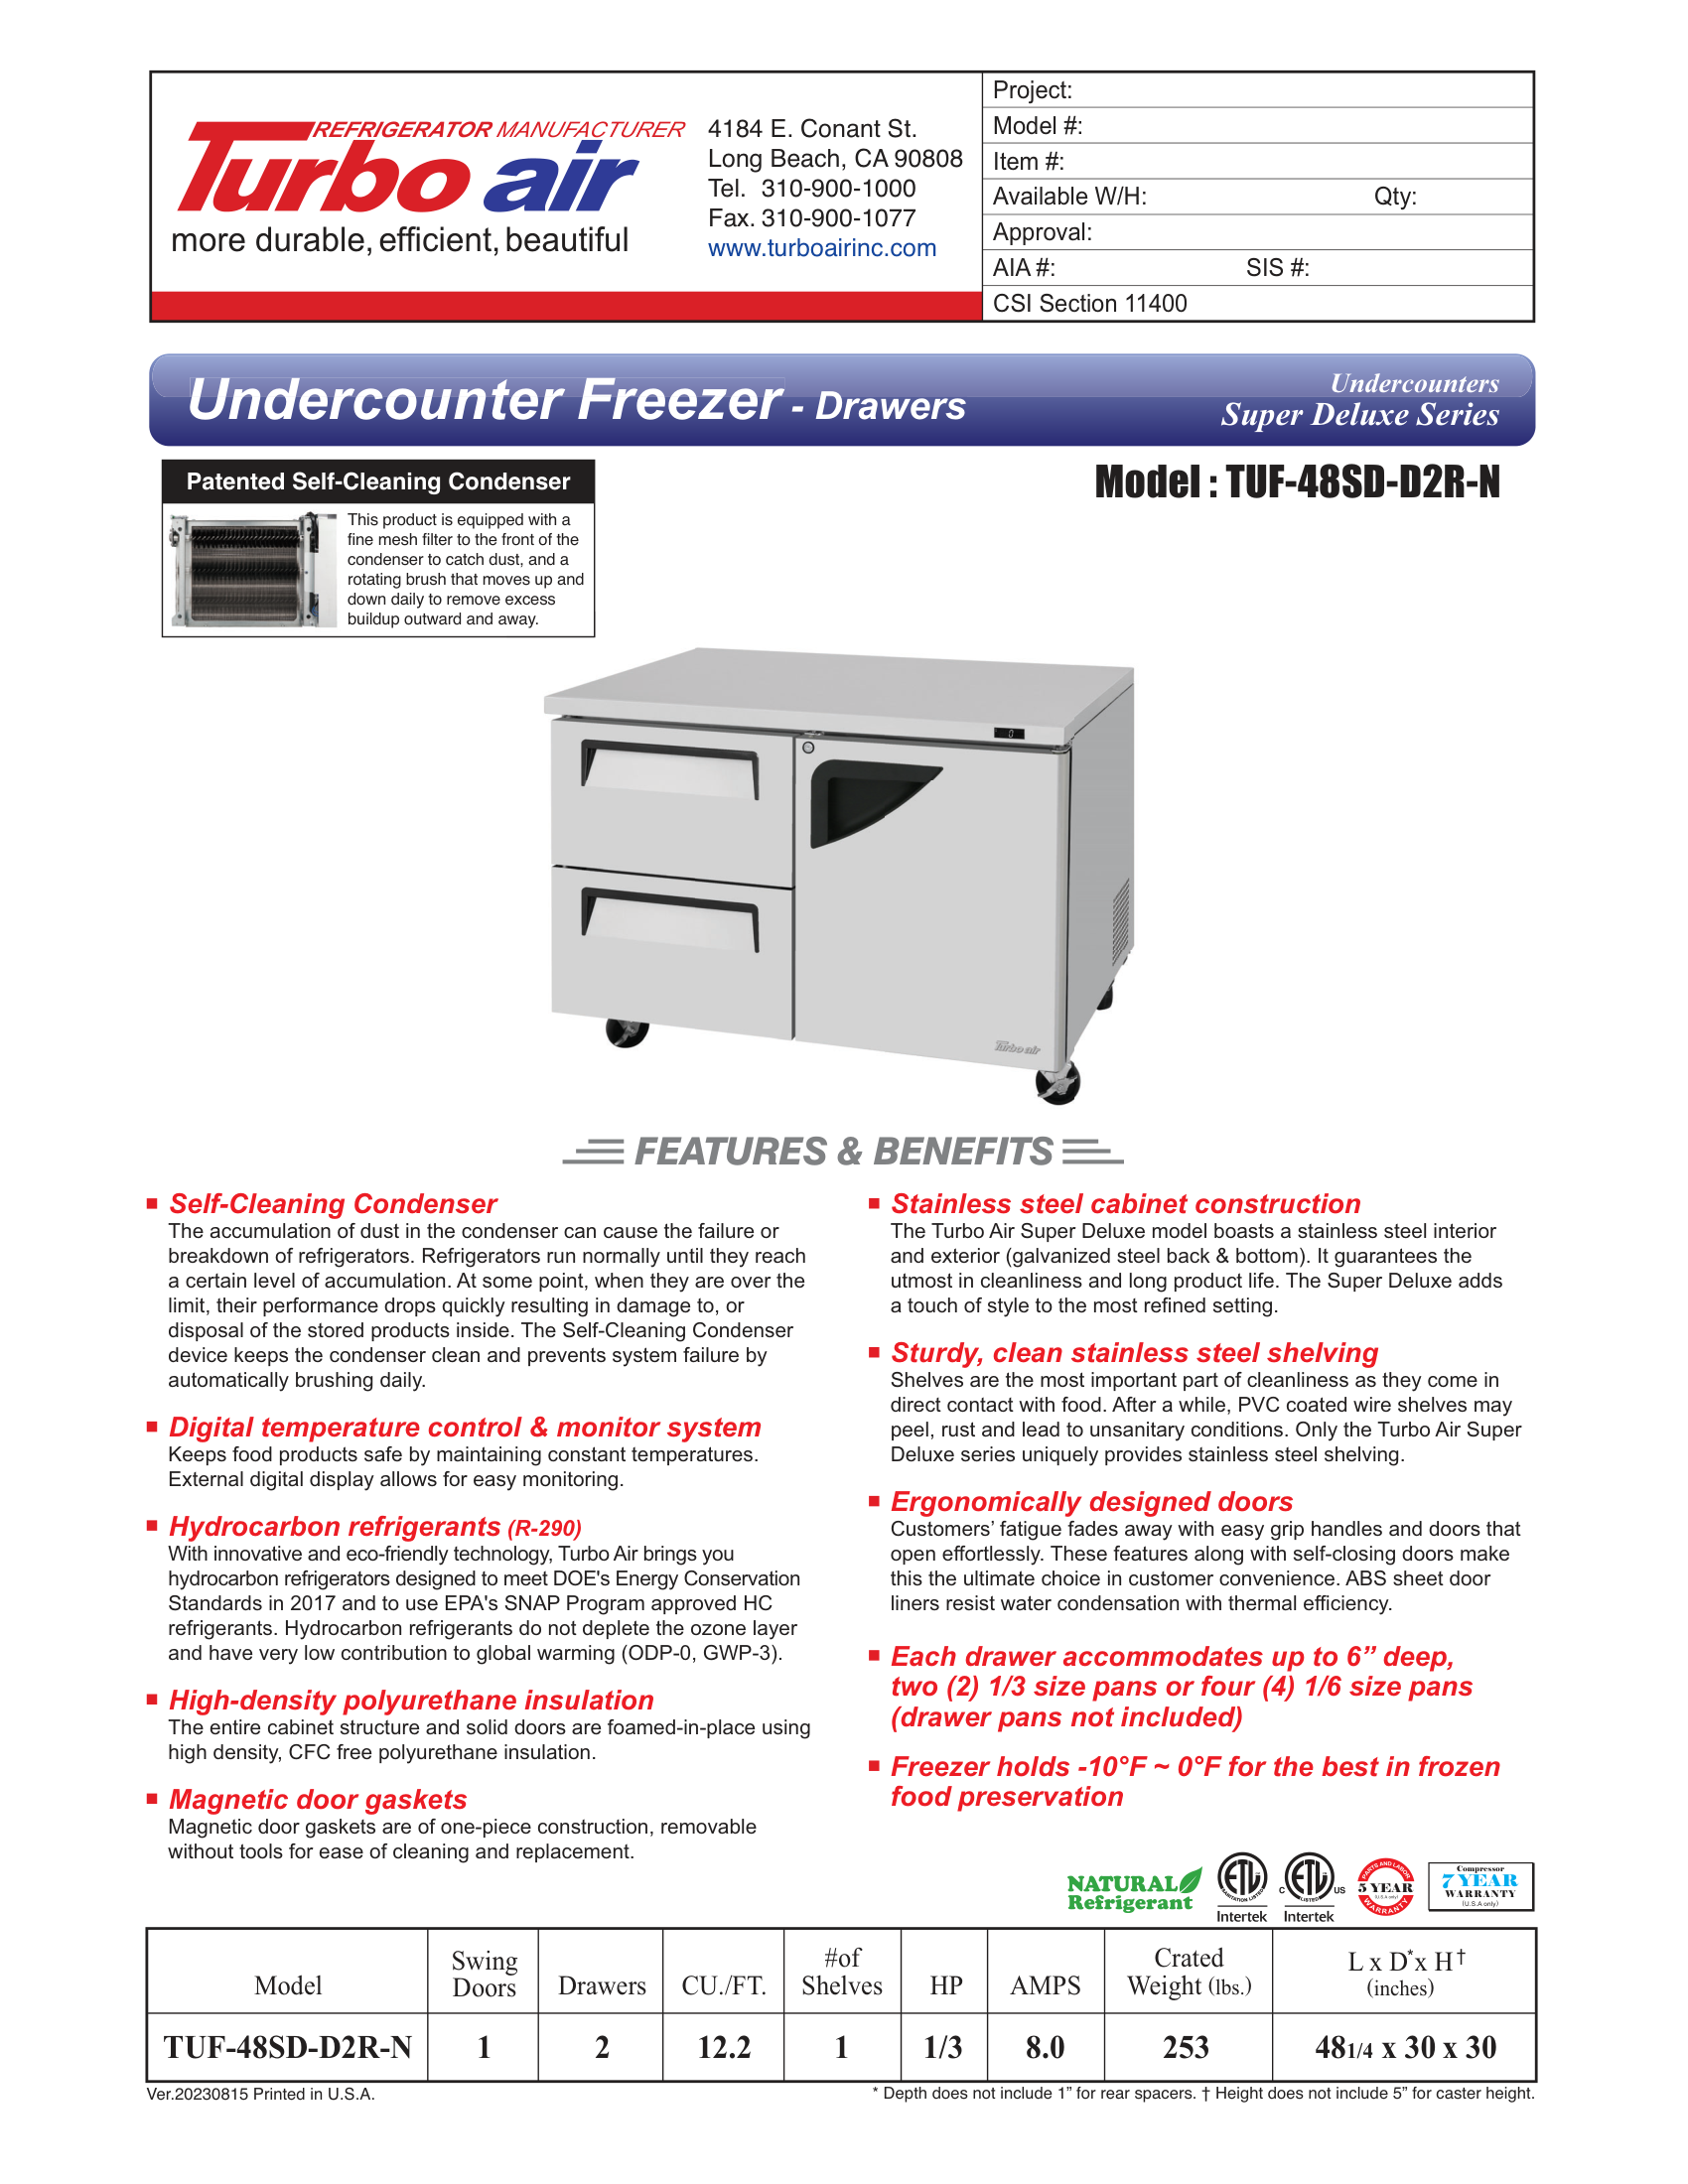 REFRIGERATOR MANUFACTURER
Turbo air
more durable, efficient, beautiful
4184 E. Conant St.
Long Beach, CA 90808
Tel. 310-900-1000
Fax. 310-900-1077
www.turboairinc.com
Project:
Model #:
Item #:
Available W/H: Qty:
Approval:
AIA #: SIS #:
CSI Section 11400
Undercounter Freezer - Drawers
Undercounters
Super Deluxe Series
Patented Self-Cleaning Condenser
This product is equipped with a
fine mesh filter to the front of the
condenser to catch dust, and a
rotating brush that moves up and
down daily to remove excess
buildup outward and away.
Model : TUF-48SD-D2R-N
0
Turbo air
FEATURES & BENEFITS
Self-Cleaning Condenser
The accumulation of dust in the condenser can cause the failure or
breakdown of refrigerators. Refrigerators run normally until they reach
a certain level of accumulation. At some point, when they are over the
limit, their performance drops quickly resulting in damage to, or
disposal of the stored products inside. The Self-Cleaning Condenser
device keeps the condenser clean and prevents system failure by
automatically brushing daily.
Digital temperature control & monitor system
Keeps food products safe by maintaining constant temperatures.
External digital display allows for easy monitoring.
Hydrocarbon refrigerants (R-290)
With innovative and eco-friendly technology, Turbo Air brings you
hydrocarbon refrigerators designed to meet DOE's Energy Conservation
Standards in 2017 and to use EPA's SNAP Program approved HC
refrigerants. Hydrocarbon refrigerants do not deplete the ozone layer
and have very low contribution to global warming (ODP-0, GWP-3).
High-density polyurethane insulation
The entire cabinet structure and solid doors are foamed-in-place using
high density, CFC free polyurethane insulation.
Magnetic door gaskets
Magnetic door gaskets are of one-piece construction, removable
without tools for ease of cleaning and replacement.
Stainless steel cabinet construction
The Turbo Air Super Deluxe model boasts a stainless steel interior
and exterior (galvanized steel back & bottom). It guarantees the
utmost in cleanliness and long product life. The Super Deluxe adds
a touch of style to the most refined setting.
Sturdy, clean stainless steel shelving
Shelves are the most important part of cleanliness as they come in
direct contact with food. After a while, PVC coated wire shelves may
peel, rust and lead to unsanitary conditions. Only the Turbo Air Super
Deluxe series uniquely provides stainless steel shelving.
Ergonomically designed doors
Customers’ fatigue fades away with easy grip handles and doors that
open effortlessly. These features along with self-closing doors make
this the ultimate choice in customer convenience. ABS sheet door
liners resist water condensation with thermal efficiency.
Each drawer accommodates up to 6” deep,
two (2) 1/3 size pans or four (4) 1/6 size pans
(drawer pans not included)
Freezer holds -10°F ~ 0°F for the best in frozen
food preservation
NATURAL
Refrigerant
ETL
SANITATION LISTED
Intertek
C ETL US
LISTED
Intertek
PARTS AND LABOR
5 YEAR
(U.S.A only)
WARRANTY
Compressor
7 YEAR
WARRANTY
(U.S.A only)
Model Swing Doors Drawers CU./FT. #of Shelves HP AMPS Crated Weight (lbs.) L x D* x H† (inches)
TUF-48SD-D2R-N 1 2 12.2 1 1/3 8.0 253 481/4 x 30 x 30
Ver.20230815 Printed in U.S.A.
* Depth does not include 1” for rear spacers. † Height does not include 5” for caster height.